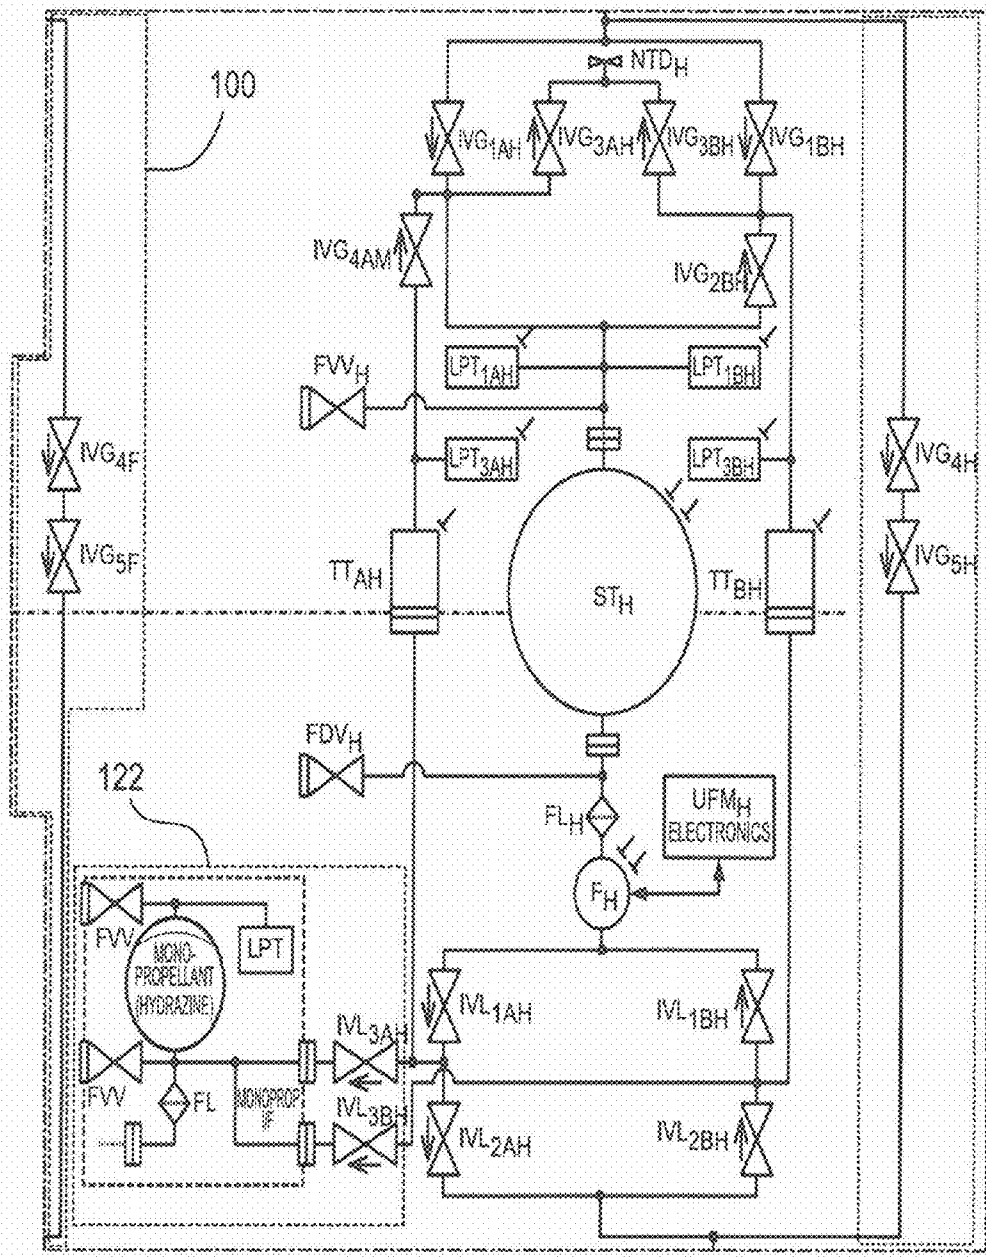 NTDH
100
IVG1AH
IVG3AH
IVG3BH
IVG1BH
IVG4AM
IVG2BH
FVVH
LPT1AH
LPT1BH
IVG4F
LPT3AH
LPT3BH
IVG4H
IVG5F
TTAH
STH
TTBH
IVG5H
FDVH
122
FLH
UFMH
ELECTRONICS
FH
FVV
LPT
MONO-
PROPELLANT
(HYDRAZINE)
IVL1AH
IVL1BH
IVL3AH
FVV
FL
MONOPROP
IF
IVL3BH
IVL2AH
IVL2BH